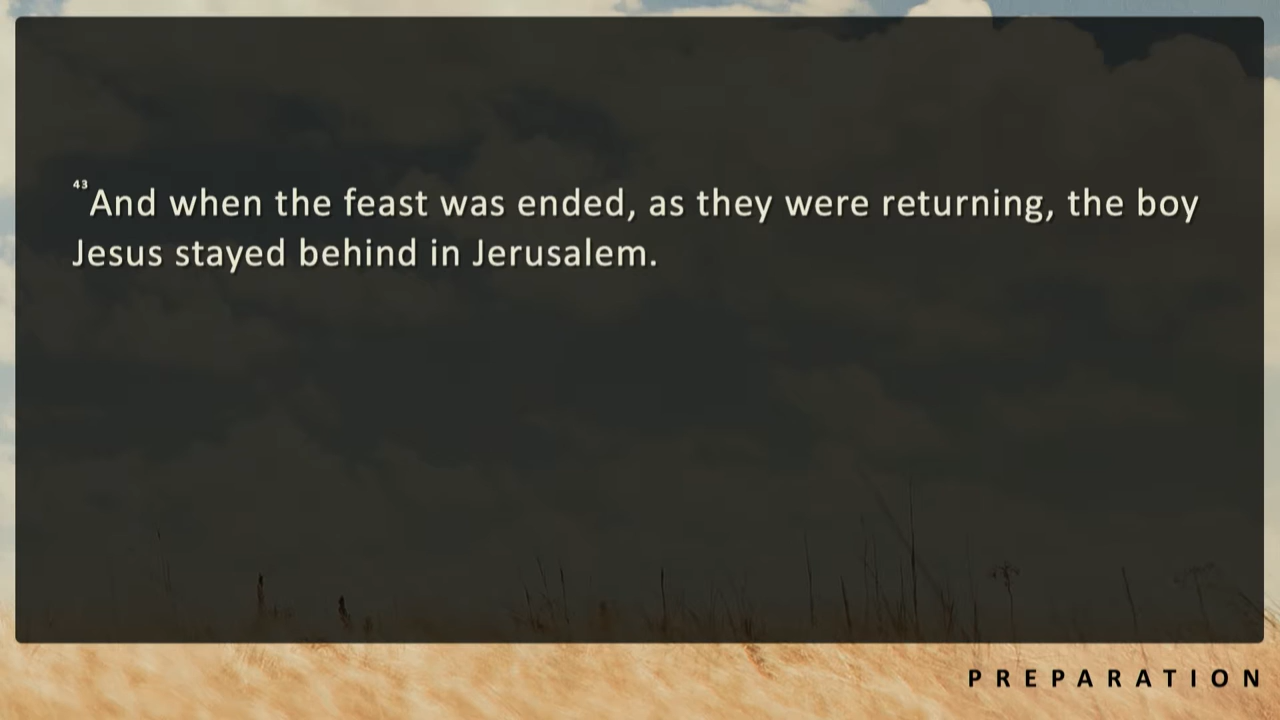 ⁴³And when the feast was ended, as they were returning, the boy
Jesus stayed behind in Jerusalem.
PREPARATION